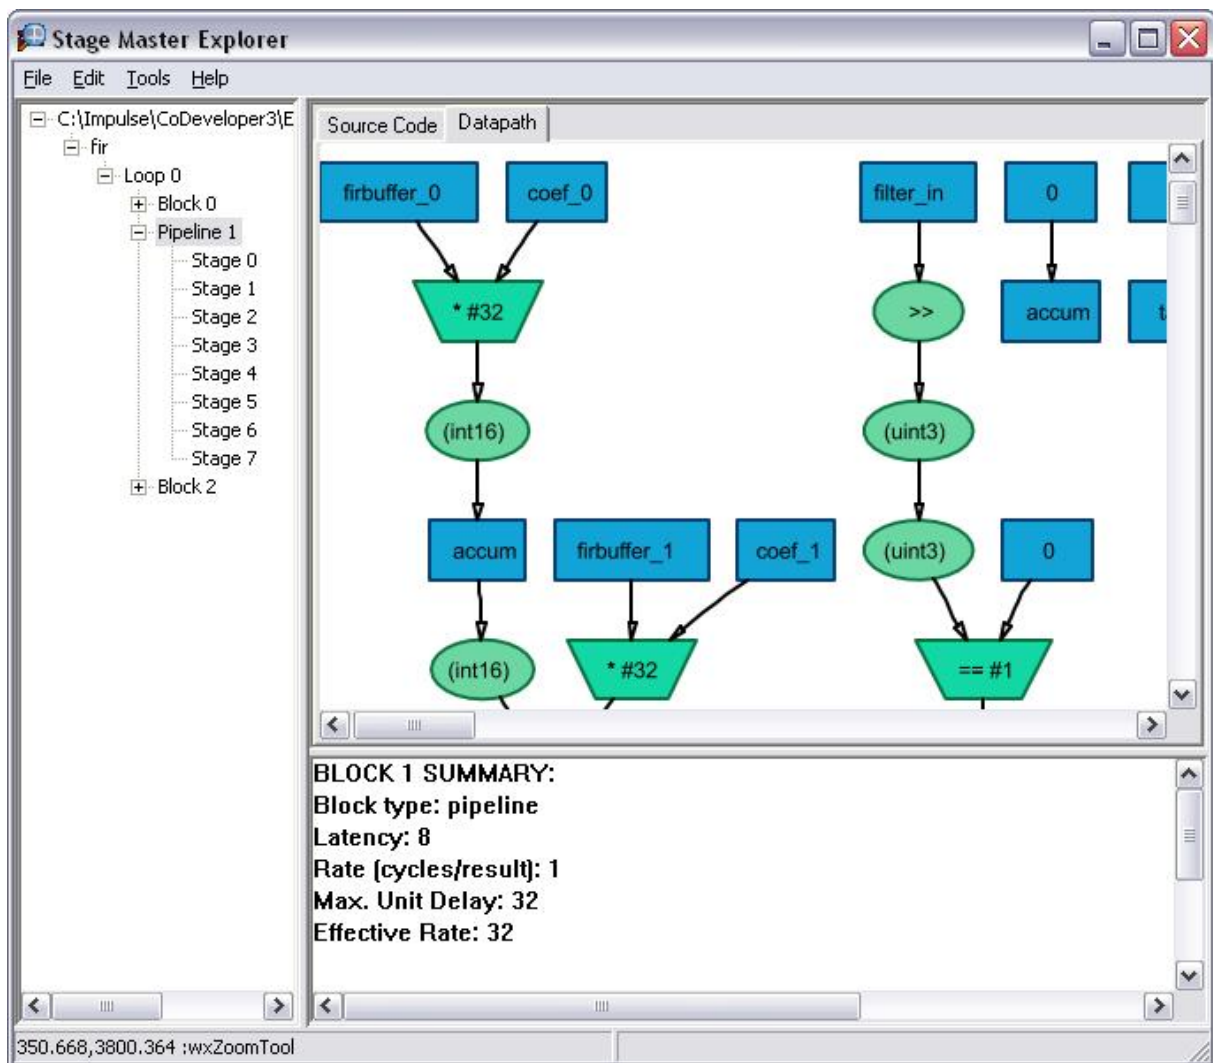 Stage Master Explorer
File Edit Tools Help
C:\Impulse\CoDeveloper3\E
fir
Loop 0
Block 0
Pipeline 1
Stage 0
Stage 1
Stage 2
Stage 3
Stage 4
Stage 5
Stage 6
Stage 7
Block 2
Source Code Datapath
firbuffer_0 coef_0 filter_in 0
* #32 >> accum
(int16) (uint3)
accum firbuffer_1 coef_1 (uint3) 0
(int16) * #32 == #1
BLOCK 1 SUMMARY:
Block type: pipeline
Latency: 8
Rate (cycles/result): 1
Max. Unit Delay: 32
Effective Rate: 32
350.668,3800.364 :wxZoomTool